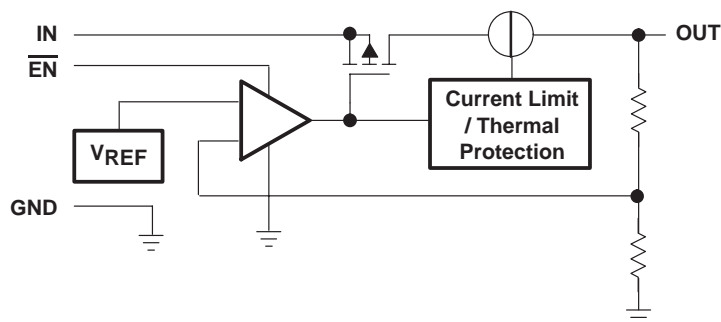 IN
OUT
EN
Current Limit
/ Thermal
Protection
VREF
GND